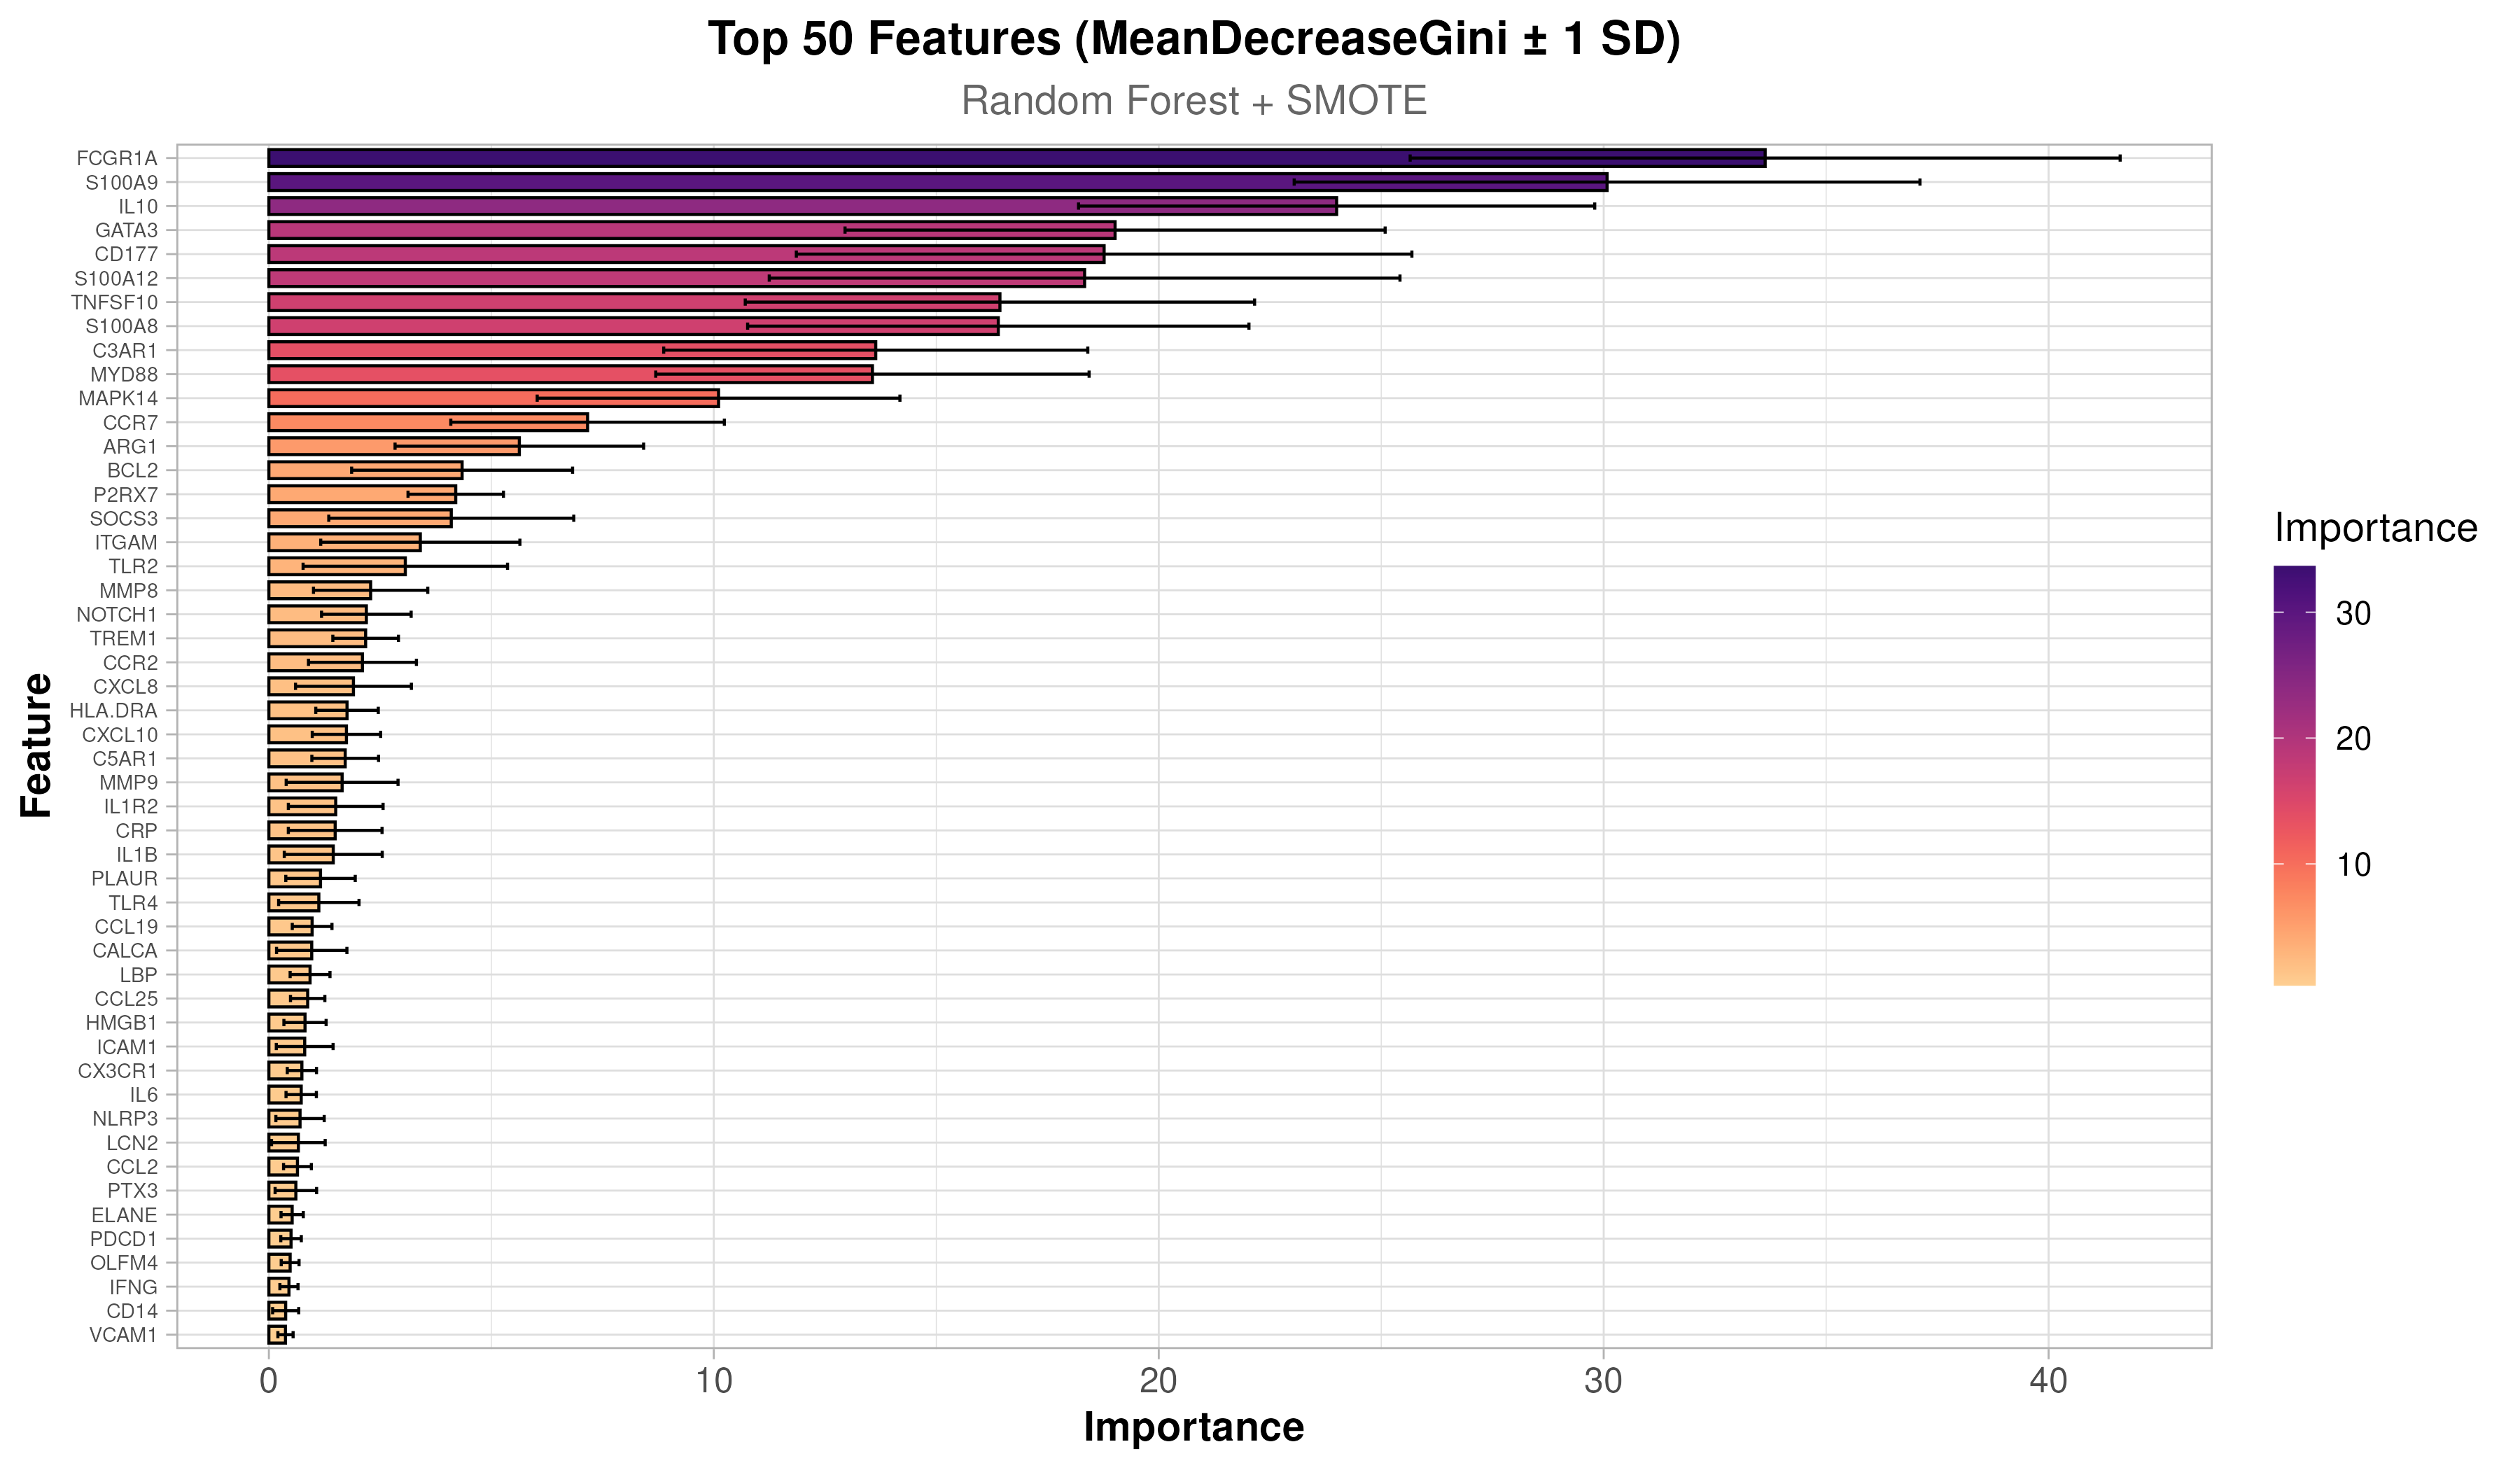 Top 50 Features (MeanDecreaseGini ± 1 SD)
Random Forest + SMOTE
Feature
FCGR1A
S100A9
IL10
GATA3
CD177
S100A12
TNFSF10
S100A8
C3AR1
MYD88
MAPK14
CCR7
ARG1
BCL2
P2RX7
SOCS3
ITGAM
TLR2
MMP8
NOTCH1
TREM1
CCR2
CXCL8
HLA.DRA
CXCL10
C5AR1
MMP9
IL1R2
CRP
IL1B
PLAUR
TLR4
CCL19
CALCA
LBP
CCL25
HMGB1
ICAM1
CX3CR1
IL6
NLRP3
LCN2
CCL2
PTX3
ELANE
PDCD1
OLFM4
IFNG
CD14
VCAM1
0 10 20 30 40
Importance
Importance
30
20
10